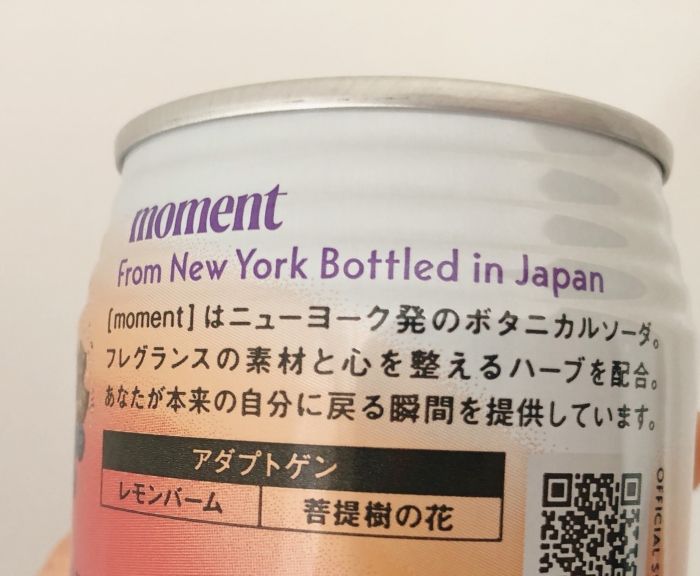 moment
From New York Bottled in Japan
[moment]はニューヨーク発のボタニカルソーダ。
フレグランスの素材と心を整えるハーブを配合。
あなたが本来の自分に戻る瞬間を提供しています。
アダプトゲン
レモンバーム 菩提樹の花
OFFICIAL